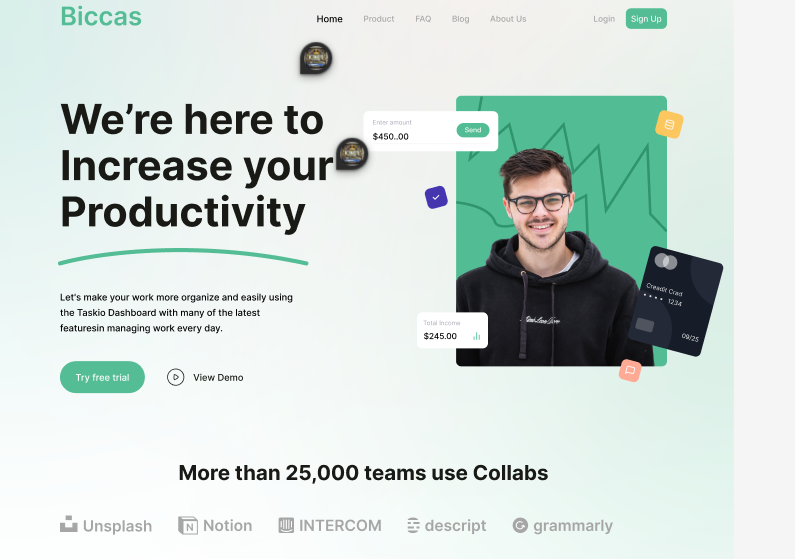 Biccas
Home Product FAQ Blog About Us
Login Sign Up
We're here to
Increase your
Productivity
Let's make your work more organize and easily using
the Taskio Dashboard with many of the latest
featuresin managing work every day.
Try free trial
View Demo
Enter amount
$450..00
Send
Total Income
$245.00
Creadit Crad
1234
09/25
More than 25,000 teams use Collabs
Unsplash Notion INTERCOM descript grammarly